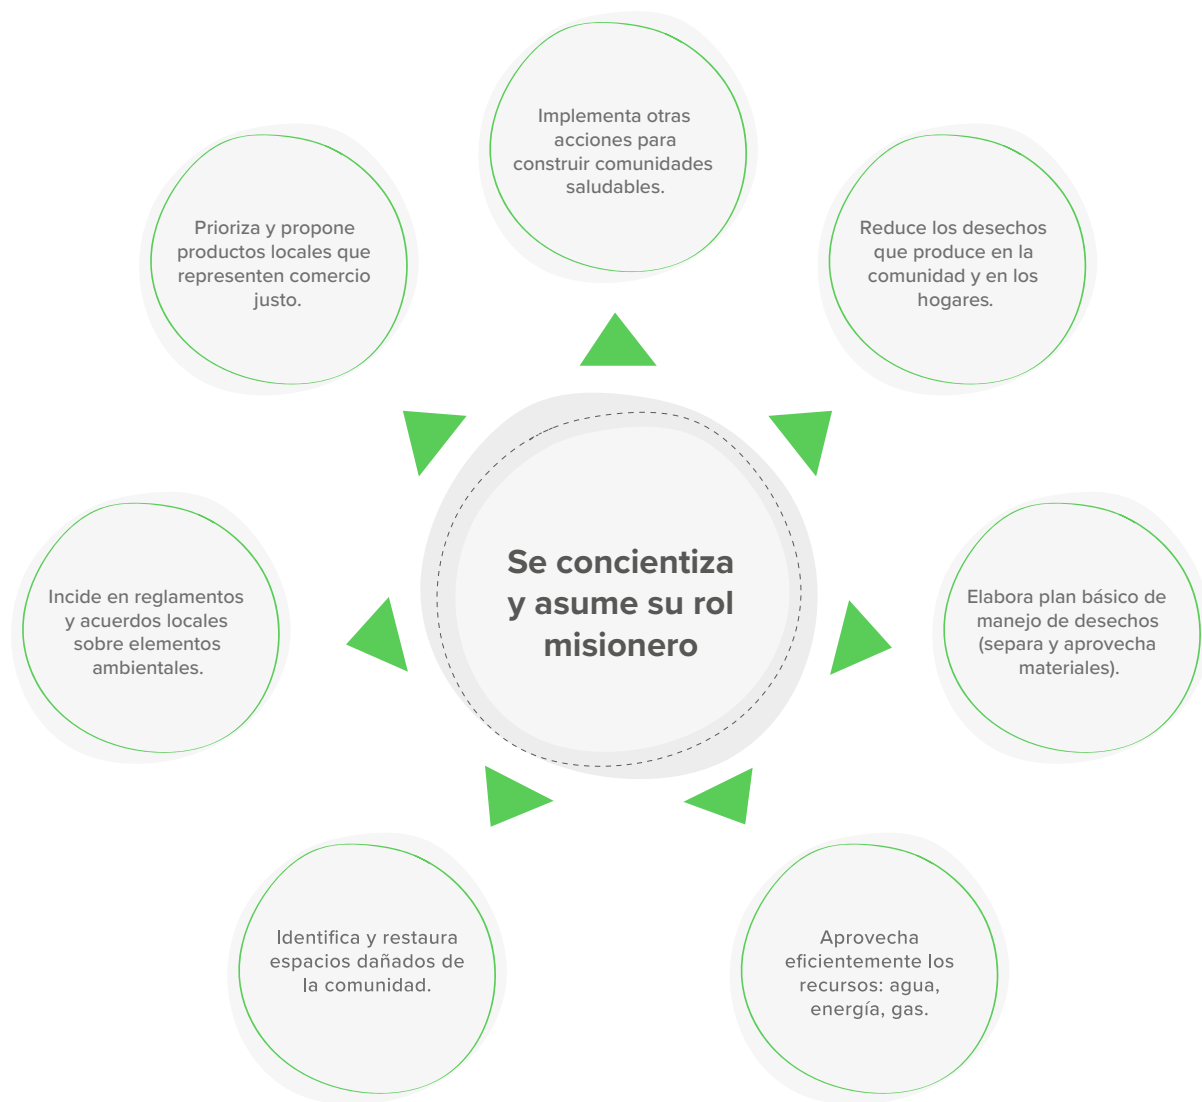 Implementa otras
acciones para
construir comunidades
saludables.
Prioriza y propone
productos locales que
representen comercio
justo.
Reduce los desechos
que produce en la
comunidad y en los
hogares.
Se concientiza
y asume su rol
misionero
Incide en reglamentos
y acuerdos locales
sobre elementos
ambientales.
Elabora plan básico de
manejo de desechos
(separa y aprovecha
materiales).
Identifica y restaura
espacios dañados de
la comunidad.
Aprovecha
eficientemente los
recursos: agua,
energía, gas.